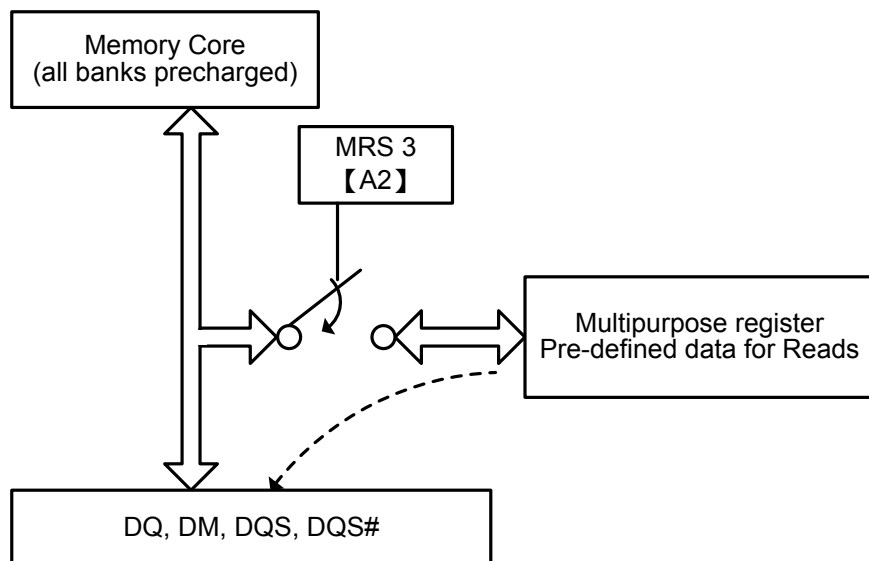 Memory Core
(all banks precharged)
MRS 3
【A2】
Multipurpose register
Pre-defined data for Reads
DQ, DM, DQS, DQS#